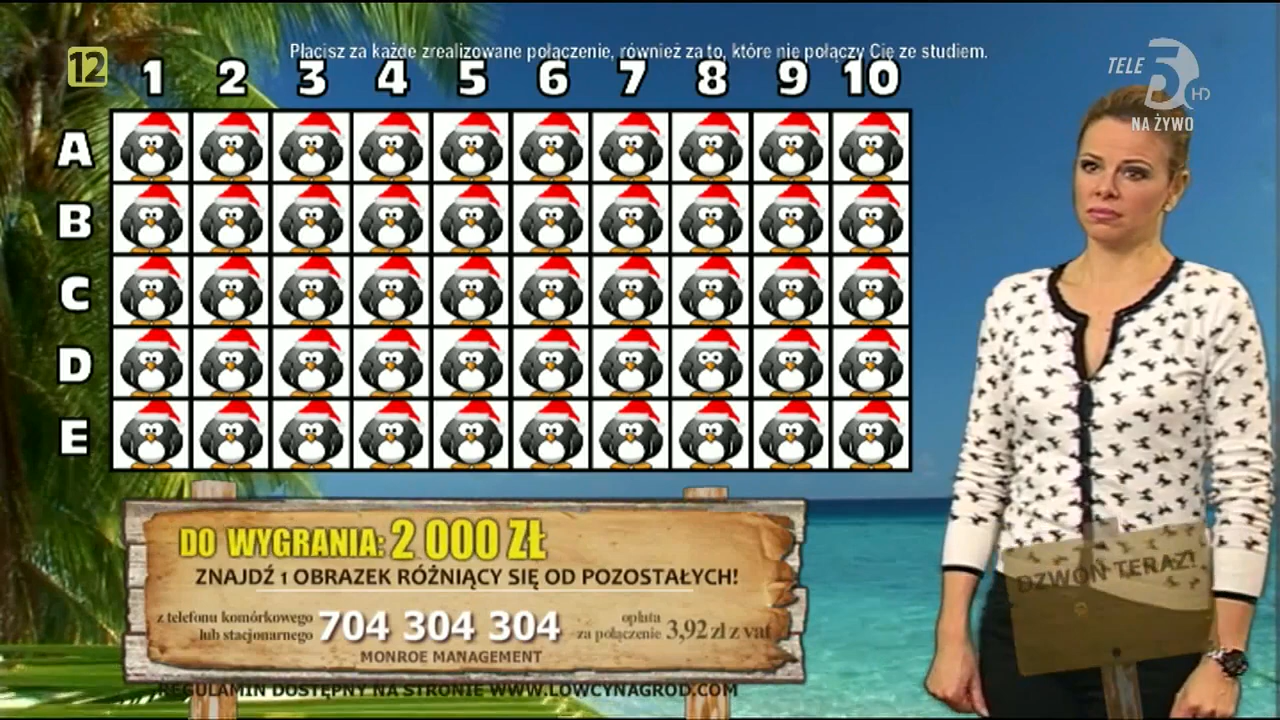 Płacisz za każde zrealizowane połączenie, również za to, które nie połączy Cię ze studiem.
12
TELE 5 HD
NA ŻYWO
1 2 3 4 5 6 7 8 9 10
A
B
C
D
E
DO WYGRANIA: 2 000 ZŁ
ZNAJDŹ 1 OBRAZEK RÓŻNIĄCY SIĘ OD POZOSTAŁYCH!
z telefonu komórkowego
lub stacjonarnego
704 304 304
opłata
za połączenie 3,92 zł z vat
MONROE MANAGEMENT
DZWOŃ TERAZ!
REGULAMIN DOSTĘPNY NA STRONIE WWW.LOWCYNAGROD.COM